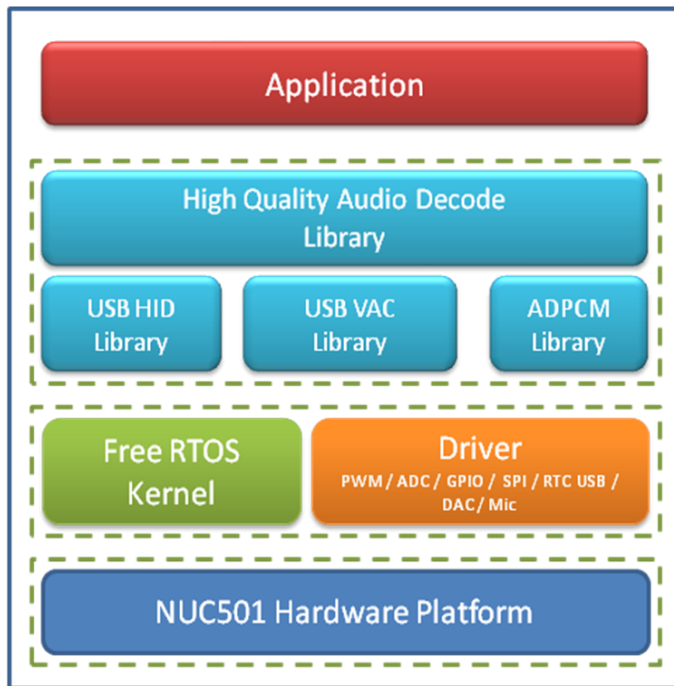 Application
High Quality Audio Decode
Library
USB HID
Library
USB VAC
Library
ADPCM
Library
Free RTOS
Kernel
Driver
PWM / ADC / GPIO / SPI / RTC USB /
DAC / Mic
NUC501 Hardware Platform